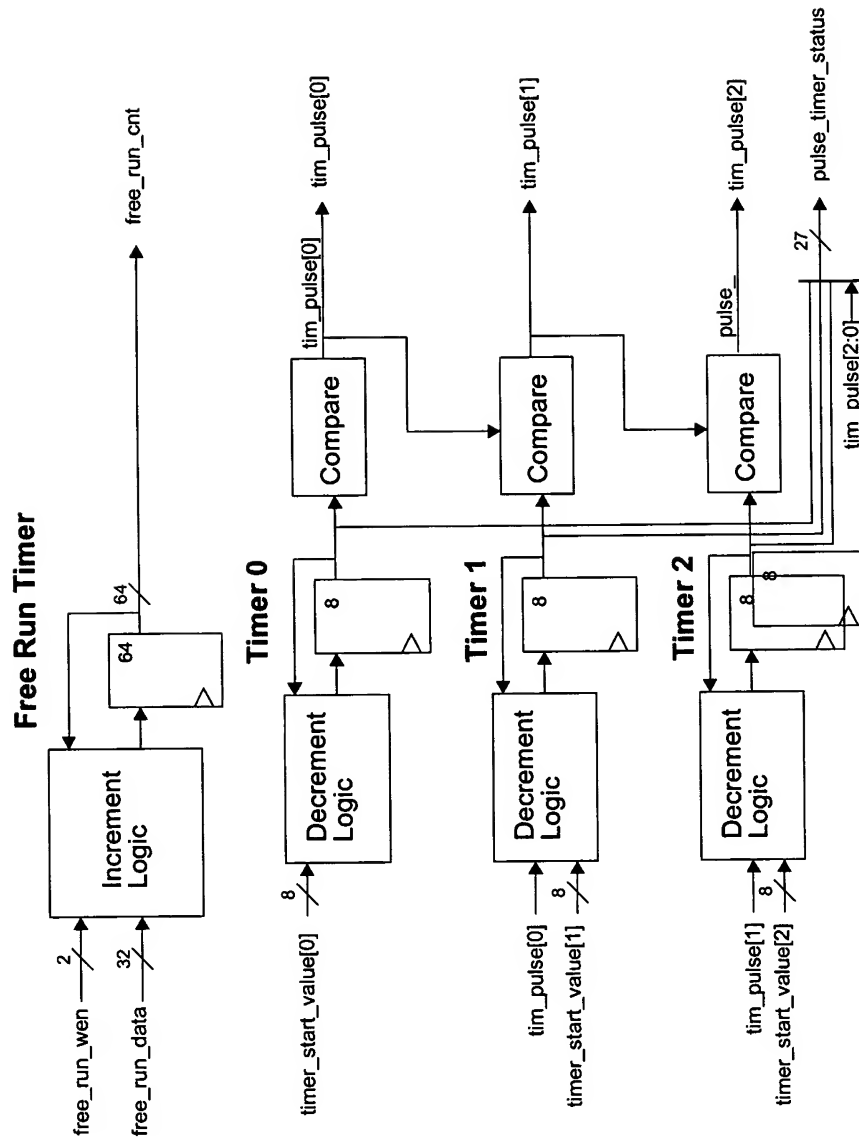 Free Run Timer
free_run_wen
2
free_run_data
32
Increment
Logic
64
64
free_run_cnt
Timer 0
timer_start_value[0]
8
Decrement
Logic
8
Compare
tim_pulse[0]
tim_pulse[0]
Timer 1
tim_pulse[0]
timer_start_value[1]
8
Decrement
Logic
8
Compare
tim_pulse[1]
Timer 2
tim_pulse[1]
timer_start_value[2]
8
Decrement
Logic
8
8
Compare
pulse_
tim_pulse[2]
tim_pulse[2:0]
27
pulse_timer_status